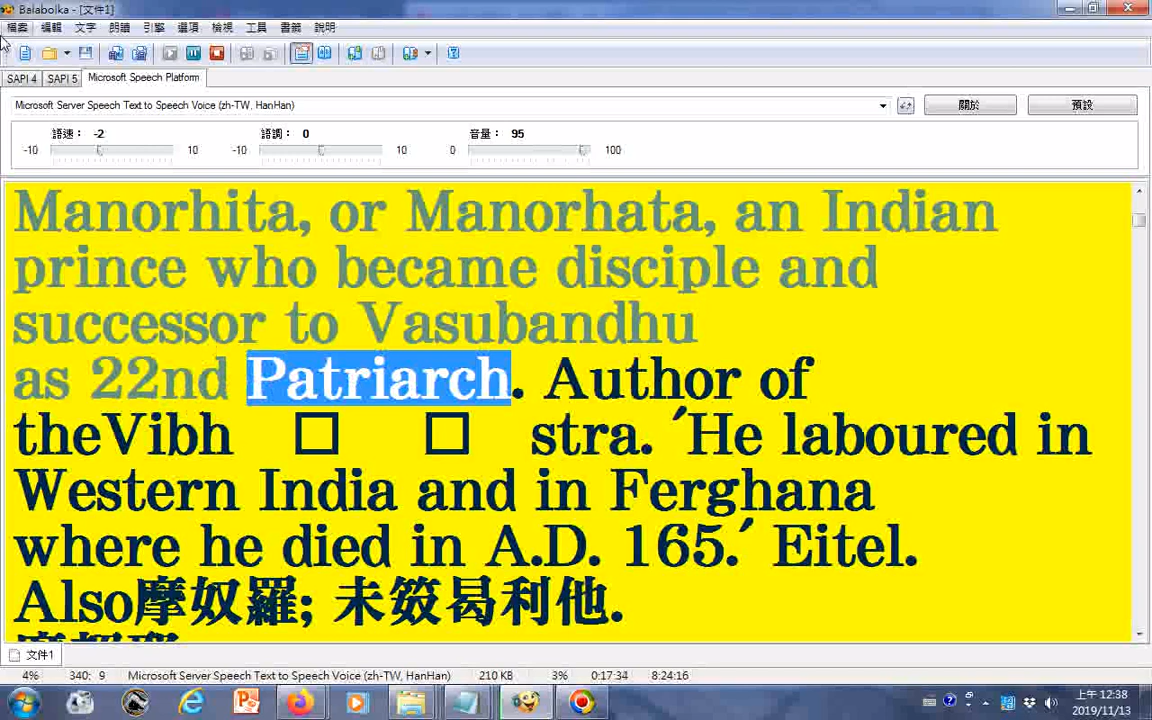 Balabolka - [文件1]
檔案 編輯 文字 朗讀 引擎 選項 檢視 工具 書籤 說明
SAPI 4 SAPI 5 Microsoft Speech Platform
Microsoft Server Speech Text to Speech Voice (zh-TW, HanHan) 關於 預設
語速： -2 語調： 0 音量： 95
-10 10 -10 10 0 100
Manorhita, or Manorhata, an Indian
prince who became disciple and
successor to Vasubandhu
as 22nd Patriarch. Author of
theVibh □ □ stra. ′He laboured in
Western India and in Ferghana
where he died in A.D. 165.′ Eitel.
Also摩奴羅; 未笯曷利他.
文件1
4% 340: 9 Microsoft Server Speech Text to Speech Voice (zh-TW, HanHan) 210 KB 3% 0:17:34 8:24:16
上午 12:38
2019/11/13